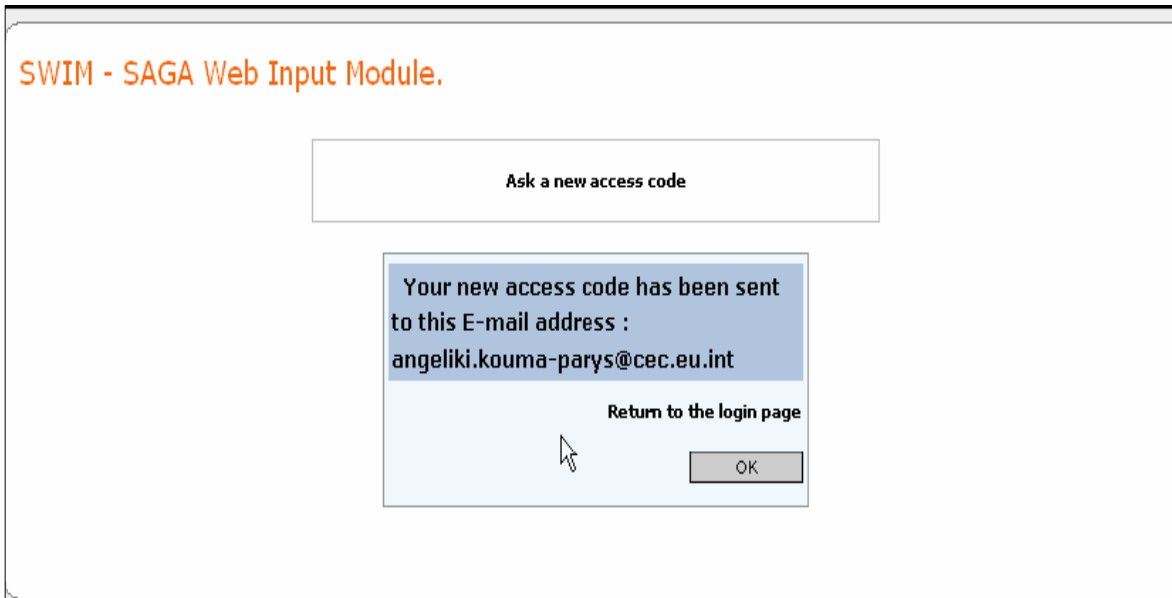 SWIM - SAGA Web Input Module.
Ask a new access code
Your new access code has been sent
to this E-mail address :
angeliki.kouma-parys@cec.eu.int
Return to the login page
OK